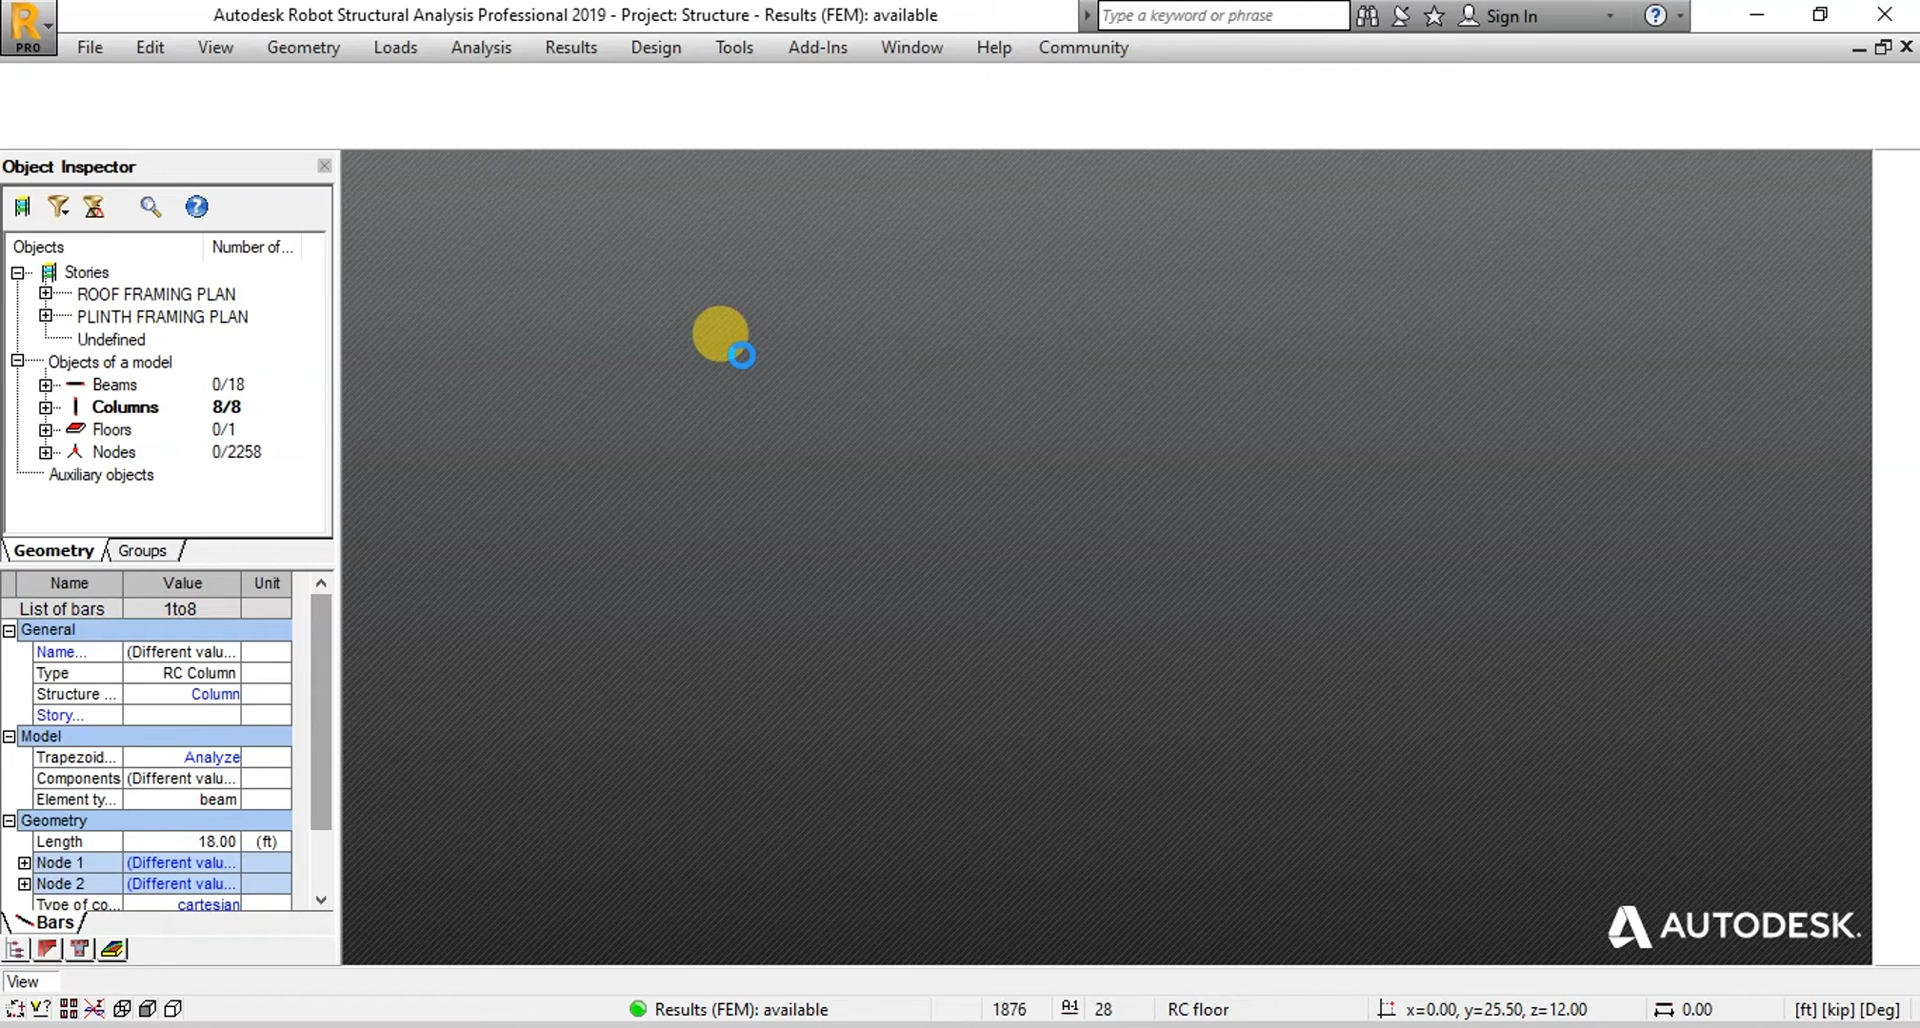 Autodesk Robot Structural Analysis Professional 2019 - Project: Structure - Results (FEM): available
Type a keyword or phrase
Sign In
PRO
File Edit View Geometry Loads Analysis Results Design Tools Add-Ins Window Help Community
Object Inspector
Objects Number of...
Stories
ROOF FRAMING PLAN
PLINTH FRAMING PLAN
Undefined
Objects of a model
Beams 0/18
Columns 8/8
Floors 0/1
Nodes 0/2258
Auxiliary objects
Geometry Groups
Name Value Unit
List of bars 1to8
General
Name... (Different valu...
Type RC Column
Structure ... Column
Story...
Model
Trapezoid... Analyze
Components (Different valu...
Element ty... beam
Geometry
Length 18.00 (ft)
Node 1 (Different valu...
Node 2 (Different valu...
Type of co... cartesian
Bars
AUTODESK.
View
Results (FEM): available 1876 28 RC floor x=0.00, y=25.50, z=12.00 0.00 [ft] [kip] [Deg]